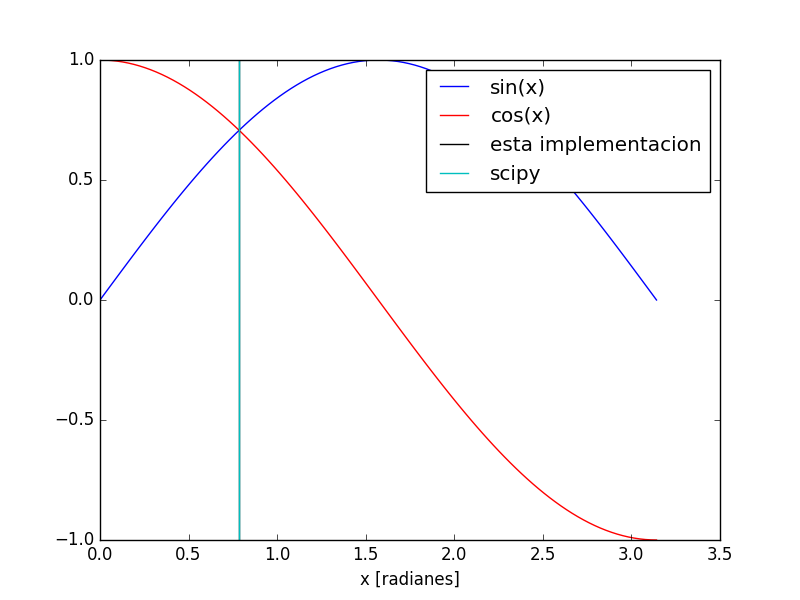 1.0
sin(x)
cos(x)
esta implementacion
scipy
0.5
0.0
−0.5
−1.0
0.0 0.5 1.0 1.5 2.0 2.5 3.0 3.5
x [radianes]